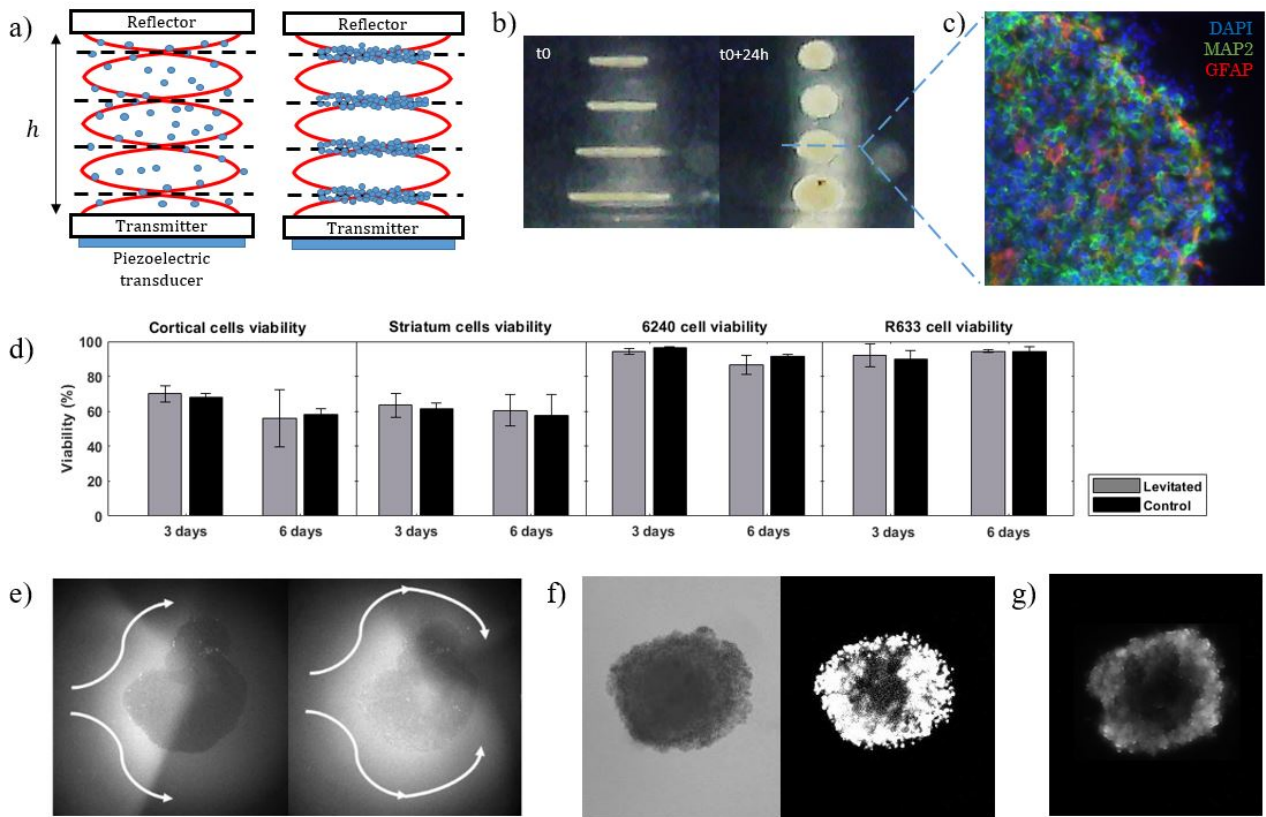 a)
Reflector
Reflector
h
Transmitter
Transmitter
Piezoelectric
transducer
b)
t0
t0+24h
c)
DAPI
MAP2
GFAP
d)
Cortical cells viability
Striatum cells viability
6240 cell viability
R633 cell viability
Viability (%)
100
80
60
40
20
0
3 days
6 days
3 days
6 days
3 days
6 days
3 days
6 days
Levitated
Control
e)
f)
g)